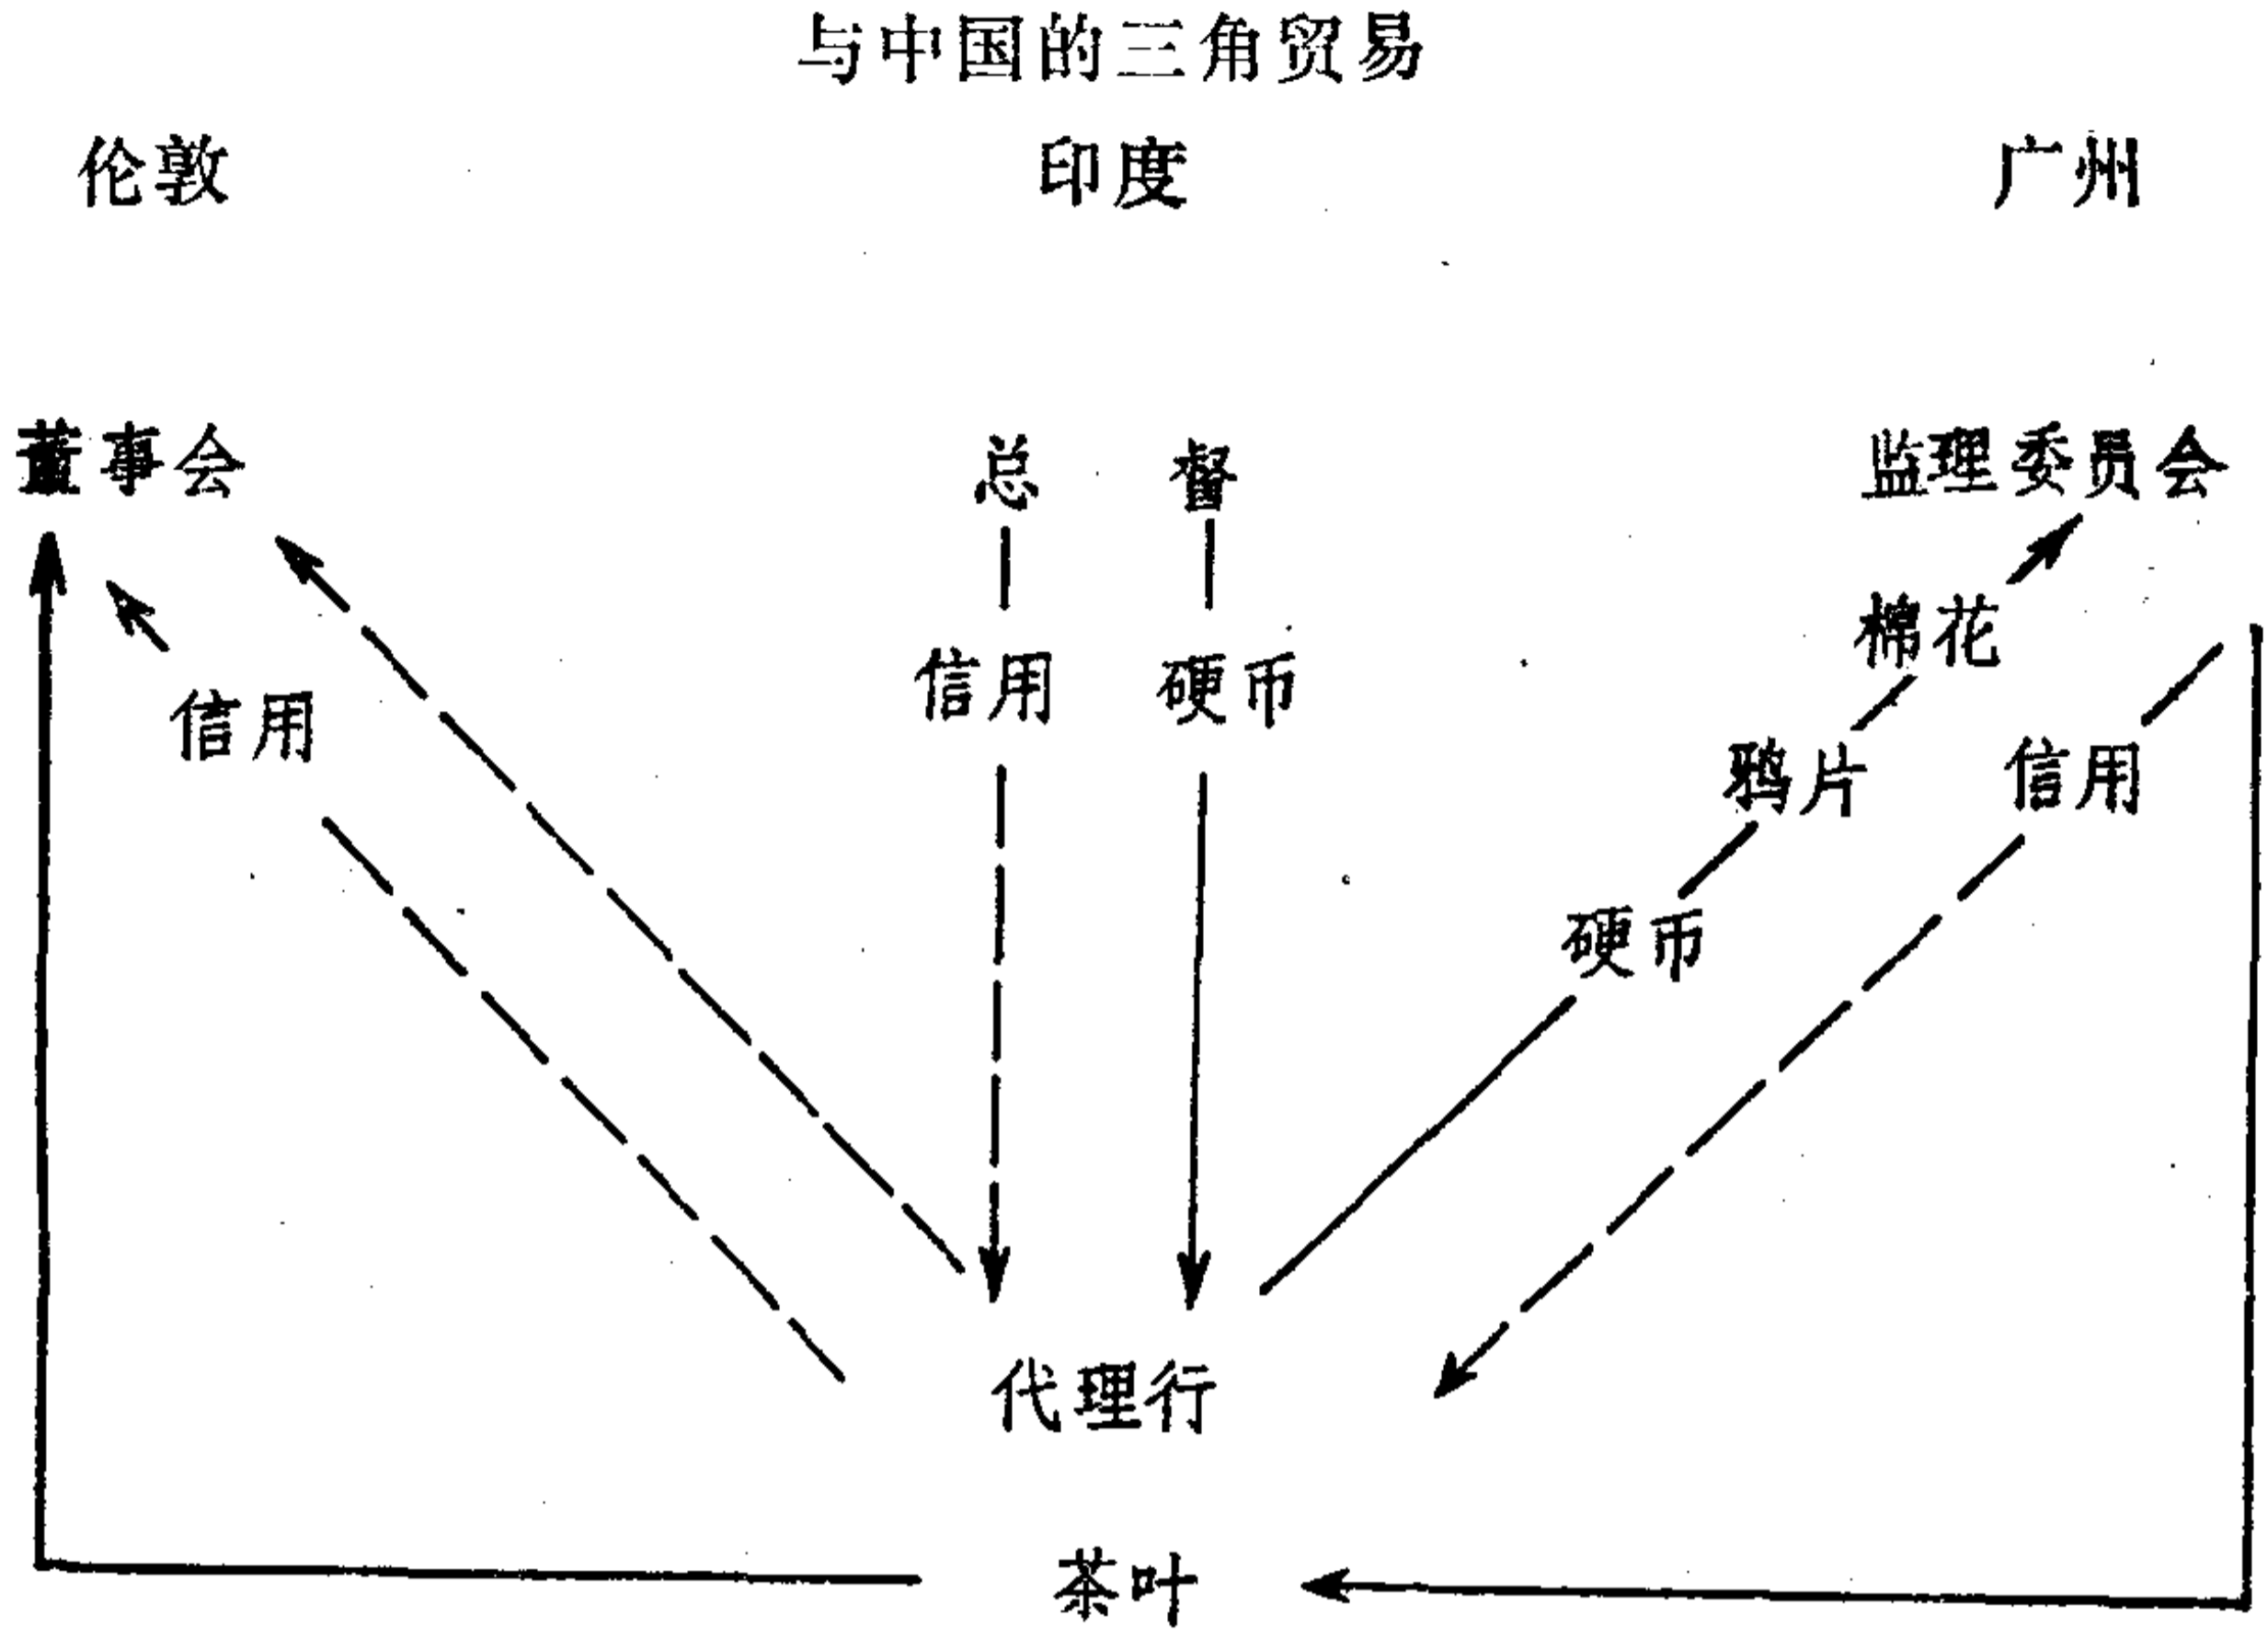 与中国的三角贸易
伦敦 印度 广州
董事会 总督 监理委员会
棉花
信用 信用 硬币 鸦片 信用
硬币
代理行
茶叶